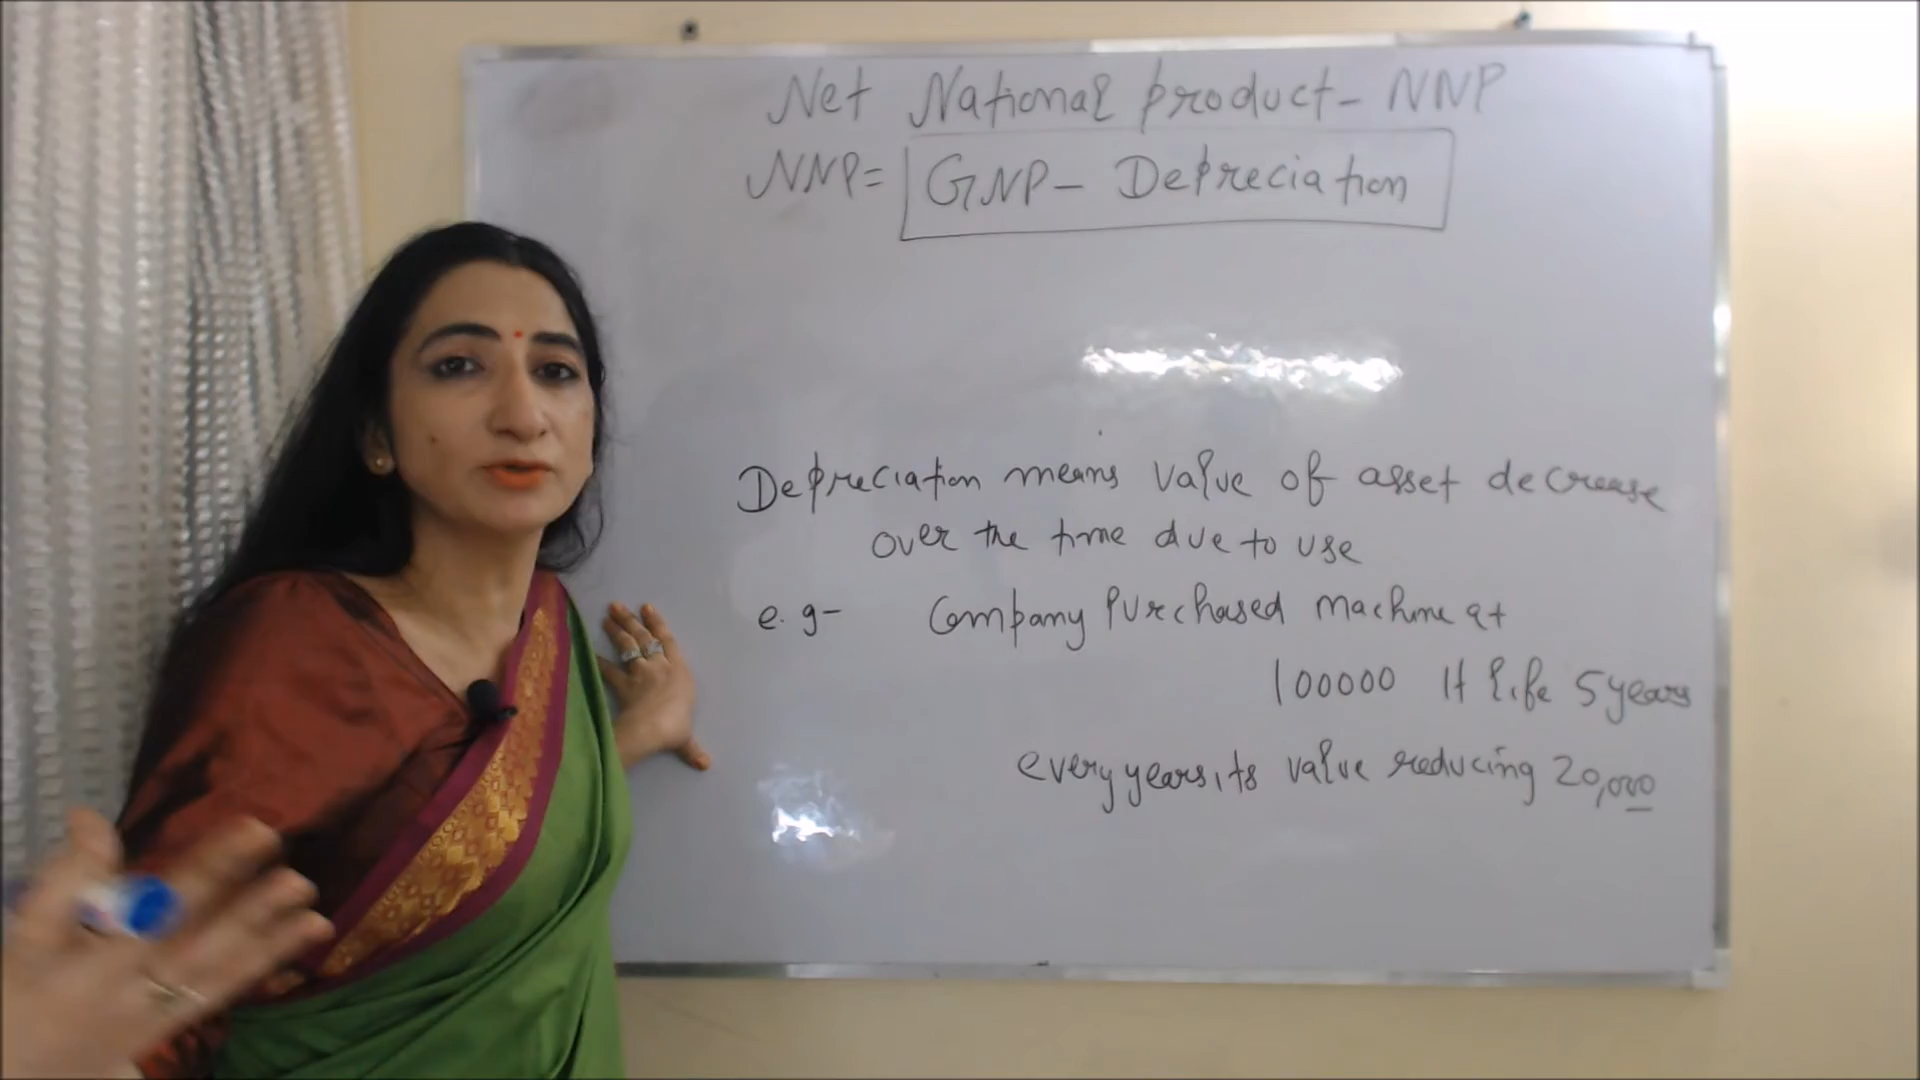 Net National product - NNP
NNP = GNP - Depreciation
Depreciation means value of asset decrease
over the time due to use
e.g- Company Purchased machine at
100000 It life 5 years
every years its value reducing 20,000